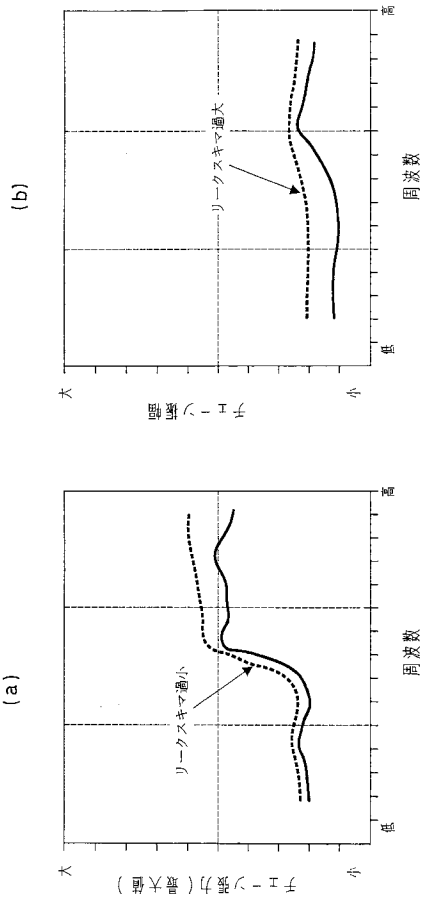 (a)
チェーン張力(最大値)
大
小
リークスキマ過小
低
周波数
高
(b)
チェーン振幅
大
小
リークスキマ過大
低
周波数
高